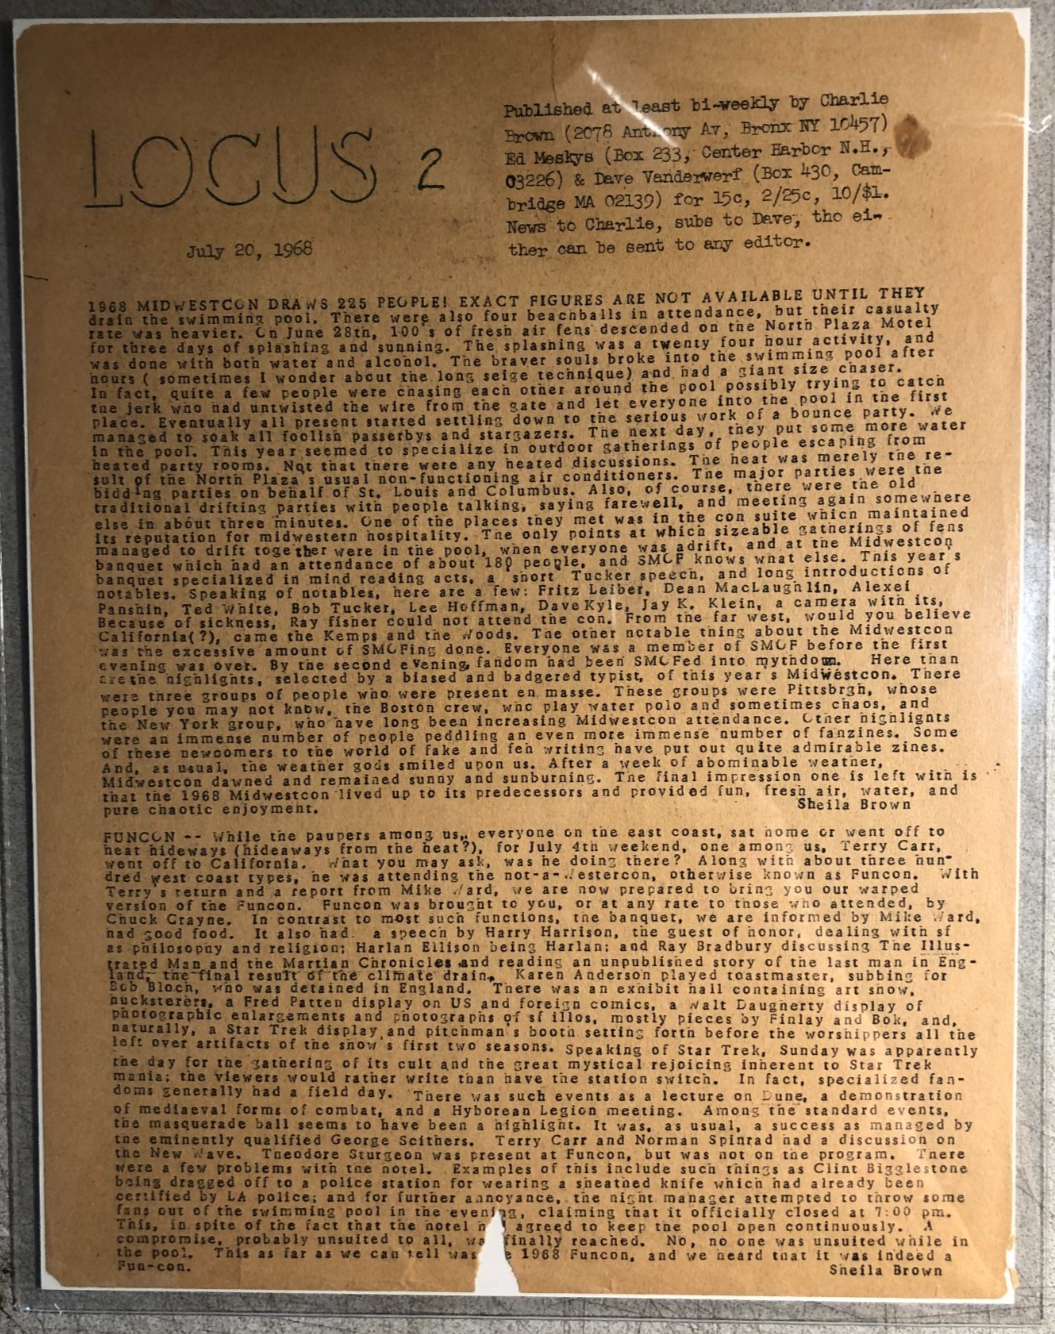 LOCUS 2
July 20, 1968
Published at least bi-weekly by Charlie
Brown (2078 Anthony Av, Bronx NY 10457)
Ed Meskys (Box 233, Center Harbor N.H.,
03226) & Dave Vanderwerf (Box 430, Cam-
bridge MA 02139) for 15c, 2/25c, 10/$1.
News to Charlie, subs to Dave, tho ei-
ther can be sent to any editor.
1968 MIDWESTCON DRAWS 225 PEOPLE! EXACT FIGURES ARE NOT AVAILABLE UNTIL THEY
drain the swimming pool. There were also four beachballs in attendance, but their casualty
rate was heavier. On June 28th, 100's of fresh air fens descended on the North Plaza Motel
for three days of splashing and sunning. The splashing was a twenty four hour activity, and
was done with both water and alcohol. The braver souls broke into the swimming pool after
hours ( sometimes I wonder about the long seige technique) and had a giant size chaser.
In fact, quite a few people were chasing each other around the pool possibly trying to catch
the jerk who had untwisted the wire from the gate and let everyone into the pool in the first
place. Eventually all present started settling down to the serious work of a bounce party. We
managed to soak all foolish passerbys and stargazers. The next day, they put some more water
in the pool. This year seemed to specialize in outdoor gatherings of people escaping from
heated party rooms. Not that there were any heated discussions. The heat was merely the re-
sult of the North Plaza's usual non-functioning air conditioners. The major parties were the
bidding parties on behalf of St. Louis and Columbus. Also, of course, there were the old
traditional drifting parties with people talking, saying farewell, and meeting again somewhere
else in about three minutes. One of the places they met was in the con suite which maintained
its reputation for midwestern hospitality. The only points at which sizeable gatherings of fens
managed to drift together were in the pool, when everyone was adrift, and at the Midwestcon
banquet which had an attendance of about 180 people, and SMCF knows what else. This year's
banquet specialized in mind reading acts, a short Tucker speech, and long introductions of
notables. Speaking of notables, here are a few: Fritz Leiber, Dean MacLaughlin, Alexei
Panshin, Ted White, Bob Tucker, Lee Hoffman, Dave Kyle, Jay K. Klein, a camera with its,
Because of sickness, Ray fisher could not attend the con. From the far west, would you believe
California(?), came the Kemps and the Woods. The other notable thing about the Midwestcon
was the excessive amount of SMOFing done. Everyone was a member of SMOF before the first
evening was over. By the second evening, fandom had been SMOFed into mythdom. Here than
are the highlights, selected by a biased and badgered typist, of this year's Midwestcon. There
were three groups of people who were present en masse. These groups were Pittsbrgh, whose
people you may not know, the Boston crew, who play water polo and sometimes chaos, and
the New York group, who have long been increasing Midwestcon attendance. Other highlights
were an immense number of people peddling an even more immense number of fanzines. Some
of these newcomers to the world of fake and fen writing have put out quite admirable zines.
And, as usual, the weather gods smiled upon us. After a week of abominable weather,
Midwestcon dawned and remained sunny and sunburning. The final impression one is left with is
that the 1968 Midwestcon lived up to its predecessors and provided fun, fresh air, water, and
pure chaotic enjoyment. Sheila Brown
FUNCON -- While the paupers among us, everyone on the east coast, sat home or went off to
heat hideways (hideaways from the heat?), for July 4th weekend, one among us, Terry Carr,
went off to California. What you may ask, was he doing there? Along with about three hun-
dred west coast types, he was attending the not-a-Westercon, otherwise known as Funcon. With
Terry's return and a report from Mike Ward, we are now prepared to bring you our warped
version of the Funcon. Funcon was brought to you, or at any rate to those who attended, by
Chuck Crayne. In contrast to most such functions, the banquet, we are informed by Mike Ward,
had good food. It also had a speech by Harry Harrison, the guest of honor, dealing with sf
as philosophy and religion; Harlan Ellison being Harlan; and Ray Bradbury discussing The Illus-
trated Man and the Martian Chronicles and reading an unpublished story of the last man in Eng-
land, the final result of the climate drain. Karen Anderson played toastmaster, subbing for
Bob Bloch, who was detained in England. There was an exhibit hall containing art show,
hucksterers, a Fred Patten display on US and foreign comics, a Walt Daugherty display of
photographic enlargements and photographs of sf illos, mostly pieces by Finlay and Bok, and,
naturally, a Star Trek display and pitchman's booth setting forth before the worshippers all the
left over artifacts of the show's first two seasons. Speaking of Star Trek, Sunday was apparently
the day for the gathering of its cult and the great mystical rejoicing inherent to Star Trek
mania; the viewers would rather write than have the station switch. In fact, specialized fan-
doms generally had a field day. There was such events as a lecture on Dune, a demonstration
of mediaeval forms of combat, and a Hyborean Legion meeting. Among the standard events,
the masquerade ball seems to have been a highlight. It was, as usual, a success as managed by
the eminently qualified George Scithers. Terry Carr and Norman Spinrad had a discussion on
the New Wave. Theodore Sturgeon was present at Funcon, but was not on the program. There
were a few problems with the hotel. Examples of this include such things as Clint Bigglestone
being dragged off to a police station for wearing a sheathed knife which had already been
certified by LA police; and for further annoyance, the night manager attempted to throw some
fans out of the swimming pool in the evening, claiming that it officially closed at 7:00 pm.
This, in spite of the fact that the hotel agreed to keep the pool open continuously. A
compromise, probably unsuited to all, was finally reached. No, no one was unsuited while in
the pool. This as far as we can tell was 1968 Funcon, and we heard that it was indeed a
Fun-con. Sheila Brown